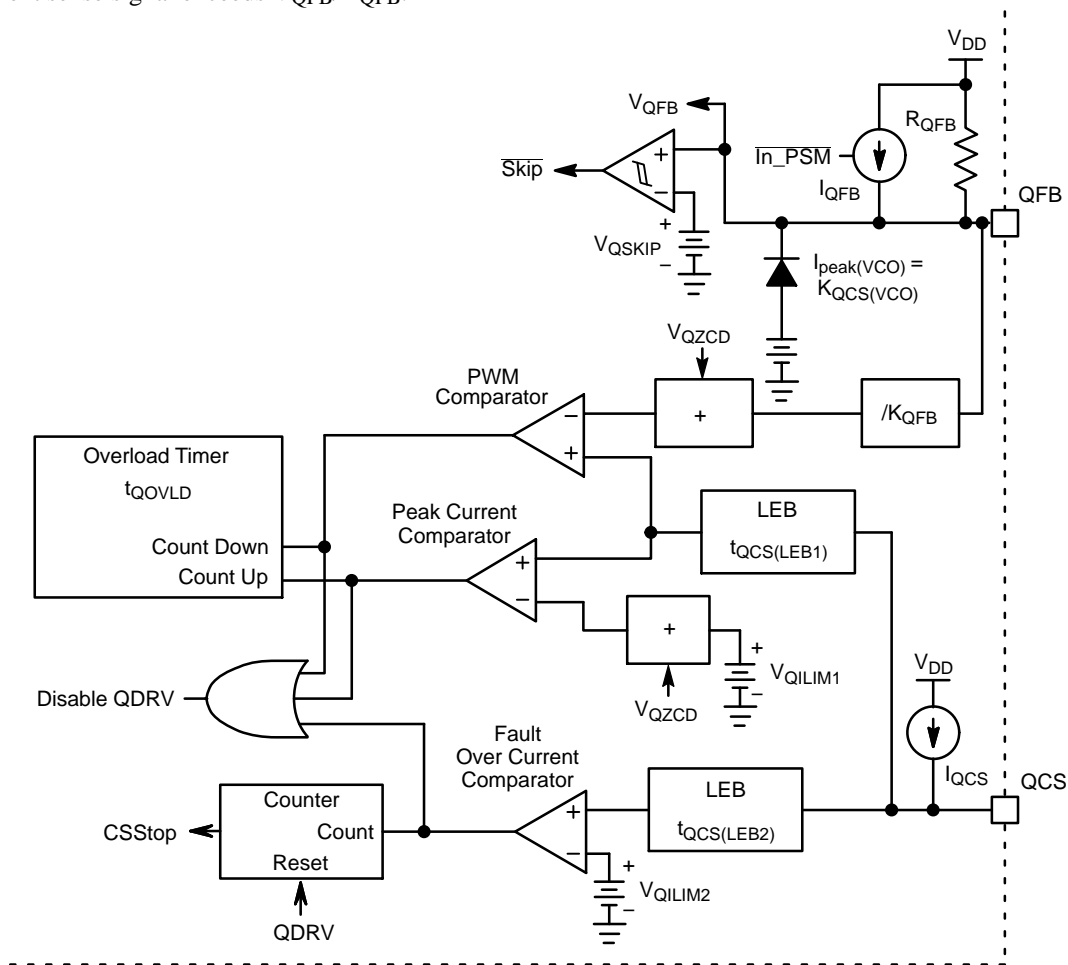 V_QFB
V_DD
R_QFB
In_PSM
I_QFB
QFB
Skip
+
−
+
V_QSKIP
−
I_peak(VCO) =
K_QCS(VCO)
V_QZCD
PWM
Comparator
−
+
+
/K_QFB
Overload Timer
t_QOVLD
Count Down
Count Up
Peak Current
Comparator
+
−
LEB
t_QCS(LEB1)
+
+
V_QILIM1
−
V_QZCD
V_DD
I_QCS
QCS
Disable QDRV
Fault
Over Current
Comparator
+
−
LEB
t_QCS(LEB2)
+
V_QILIM2
−
Counter
Count
Reset
CSStop
QDRV